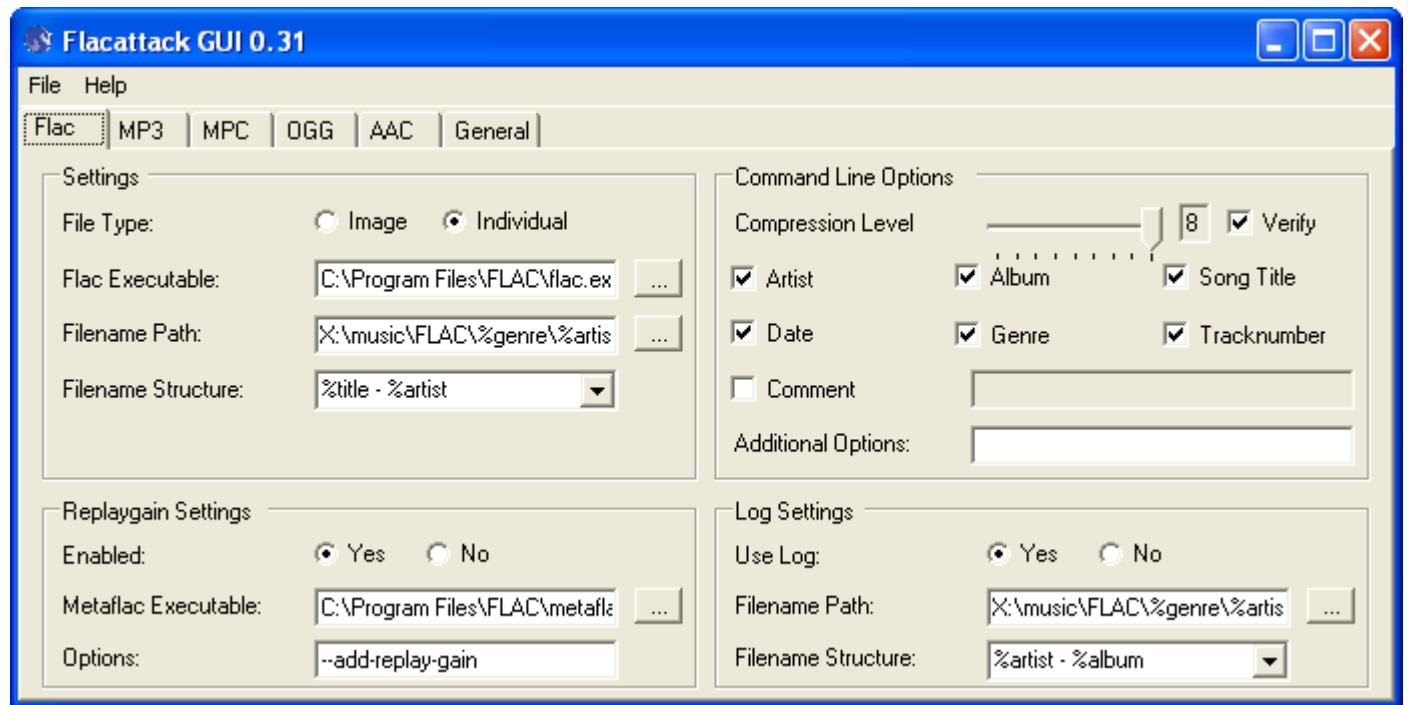 Flacattack GUI 0.31
File Help
Flac MP3 MPC OGG AAC General
Settings
File Type: Image Individual
Flac Executable: C:\Program Files\FLAC\flac.ex ...
Filename Path: X:\music\FLAC\%genre\%artis ...
Filename Structure: %title - %artist
Command Line Options
Compression Level 8 Verify
Artist Album Song Title
Date Genre Tracknumber
Comment
Additional Options:
Replaygain Settings
Enabled: Yes No
Metaflac Executable: C:\Program Files\FLAC\metafla ...
Options: --add-replay-gain
Log Settings
Use Log: Yes No
Filename Path: X:\music\FLAC\%genre\%artis ...
Filename Structure: %artist - %album